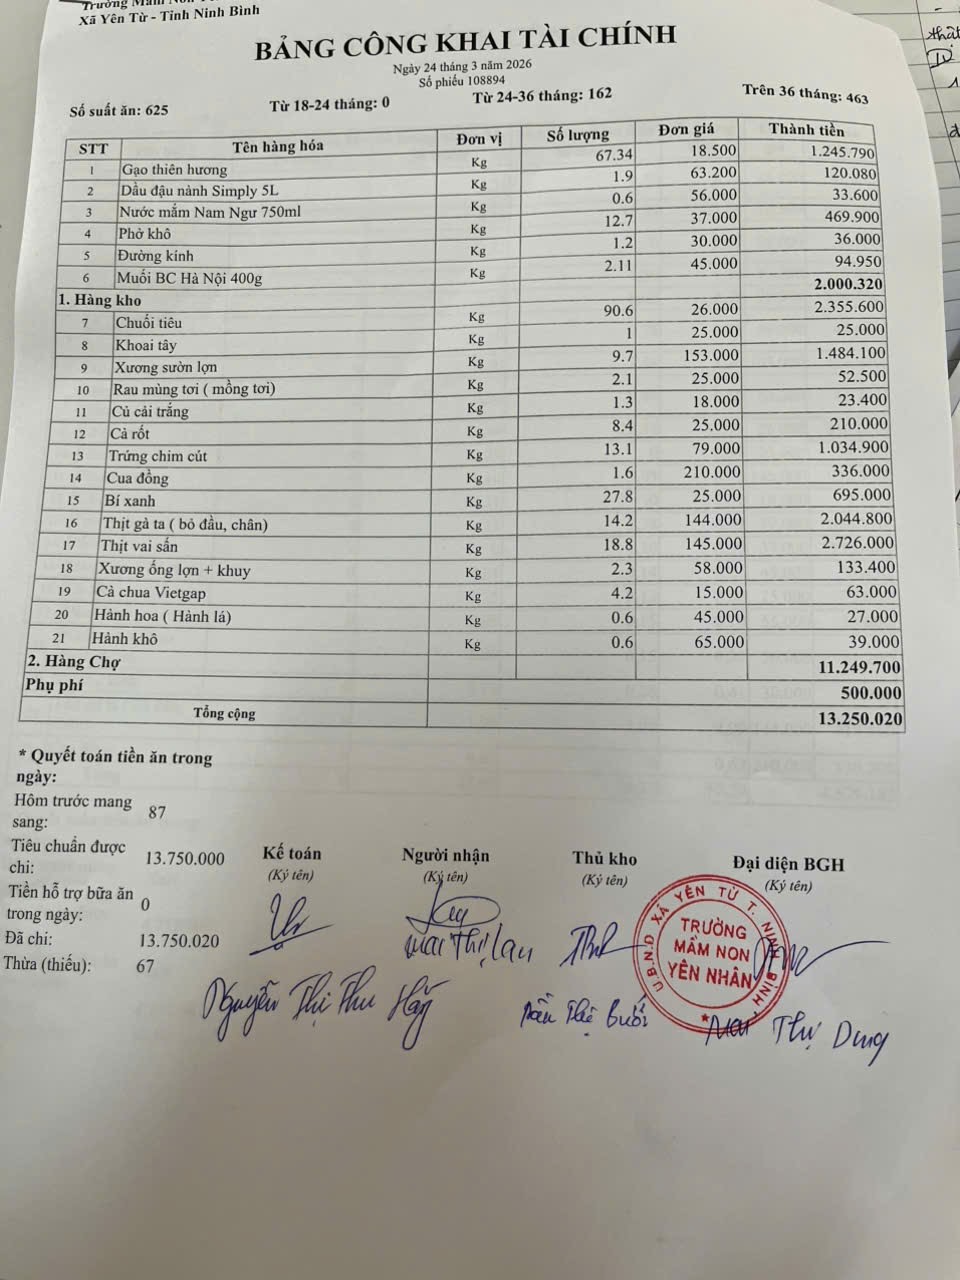 Trường Mầm Non
Xã Yên Từ - Tỉnh Ninh Bình
BẢNG CÔNG KHAI TÀI CHÍNH
Ngày 24 tháng 3 năm 2026
Số phiếu 108894
Số suất ăn: 625 Từ 18-24 tháng: 0 Từ 24-36 tháng: 162 Trên 36 tháng: 463
STT Tên hàng hóa Đơn vị Số lượng Đơn giá Thành tiền
1 Gạo thiên hương Kg 67.34 18.500 1.245.790
2 Dầu đậu nành Simply 5L Kg 1.9 63.200 120.080
3 Nước mắm Nam Ngư 750ml Kg 0.6 56.000 33.600
4 Phở khô Kg 12.7 37.000 469.900
5 Đường kính Kg 1.2 30.000 36.000
6 Muối BC Hà Nội 400g Kg 2.11 45.000 94.950
1. Hàng kho 2.000.320
7 Chuối tiêu Kg 90.6 26.000 2.355.600
8 Khoai tây Kg 1 25.000 25.000
9 Xương sườn lợn Kg 9.7 153.000 1.484.100
10 Rau mùng tơi ( mồng tơi) Kg 2.1 25.000 52.500
11 Củ cải trắng Kg 1.3 18.000 23.400
12 Cà rốt Kg 8.4 25.000 210.000
13 Trứng chim cút Kg 13.1 79.000 1.034.900
14 Cua đồng Kg 1.6 210.000 336.000
15 Bí xanh Kg 27.8 25.000 695.000
16 Thịt gà ta ( bỏ đầu, chân) Kg 14.2 144.000 2.044.800
17 Thịt vai sấn Kg 18.8 145.000 2.726.000
18 Xương ống lợn + khuy Kg 2.3 58.000 133.400
19 Cà chua Vietgap Kg 4.2 15.000 63.000
20 Hành hoa ( Hành lá) Kg 0.6 45.000 27.000
21 Hành khô Kg 0.6 65.000 39.000
2. Hàng Chợ 11.249.700
Phụ phí 500.000
Tổng cộng 13.250.020
* Quyết toán tiền ăn trong
ngày:
Hôm trước mang
sang: 87
Tiêu chuẩn được
chi: 13.750.000
Tiền hỗ trợ bữa ăn
trong ngày: 0
Đã chi: 13.750.020
Thừa (thiếu): 67
Kế toán Người nhận Thủ kho Đại diện BGH
(Ký tên) (Ký tên) (Ký tên) (Ký tên)
U.B.N.D XÃ YÊN TỪ T. NINH BÌNH
TRƯỜNG
MẦM NON
YÊN NHÂN
Mai Thị Lan
Nguyễn Thị Thu Hằng
Mai Thị Dung